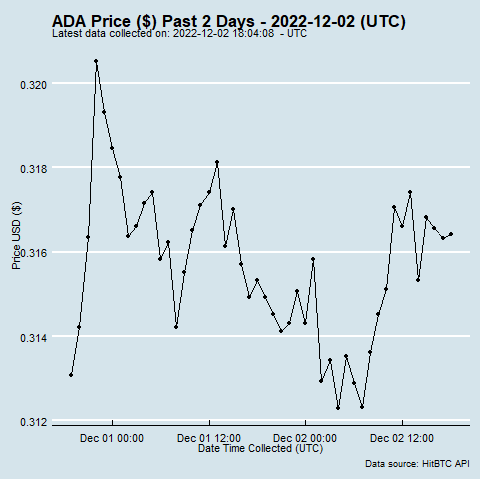 ADA Price ($) Past 2 Days - 2022-12-02 (UTC)
Latest data collected on: 2022-12-02 18:04:08  - UTC
0.320
0.318
0.316
0.314
0.312
Price USD ($)
Dec 01 00:00 Dec 01 12:00 Dec 02 00:00 Dec 02 12:00
Date Time Collected (UTC)
Data source: HitBTC API